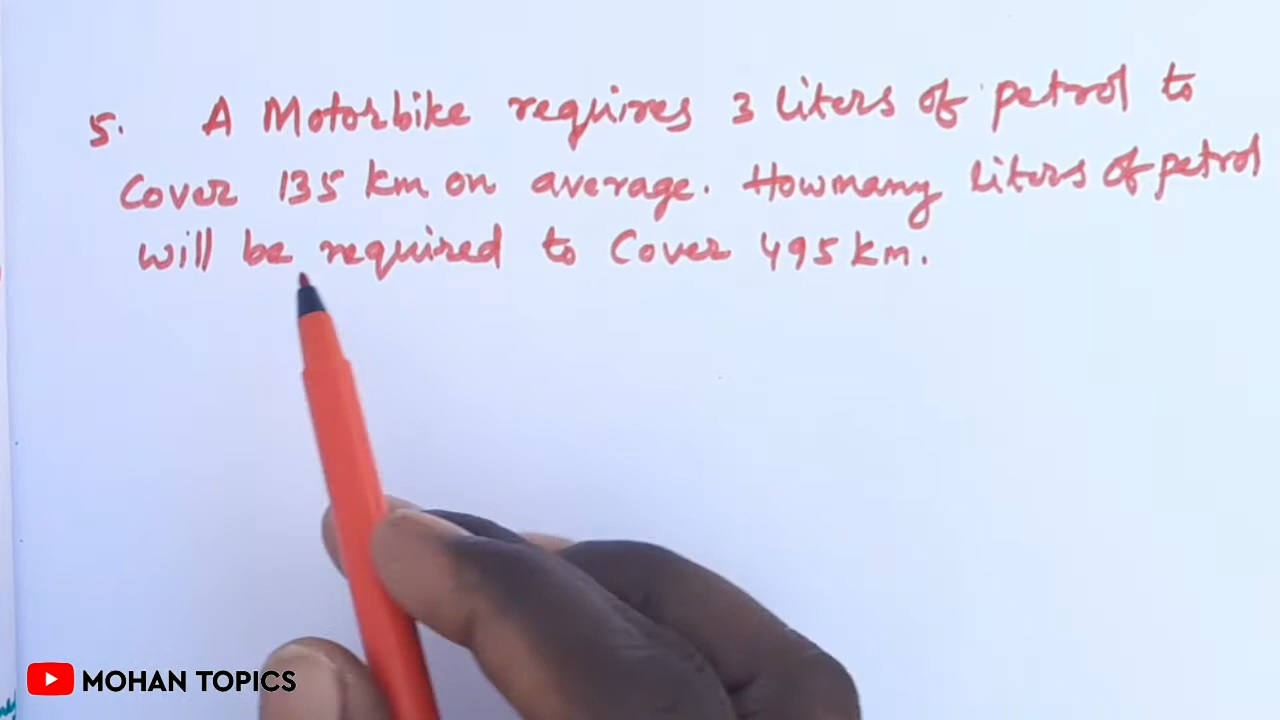 5. A Motorbike requires 3 liters of petrol to
Cover 135 km on average. Howmany liters of petrol
will be required to Cover 495 km.
MOHAN TOPICS